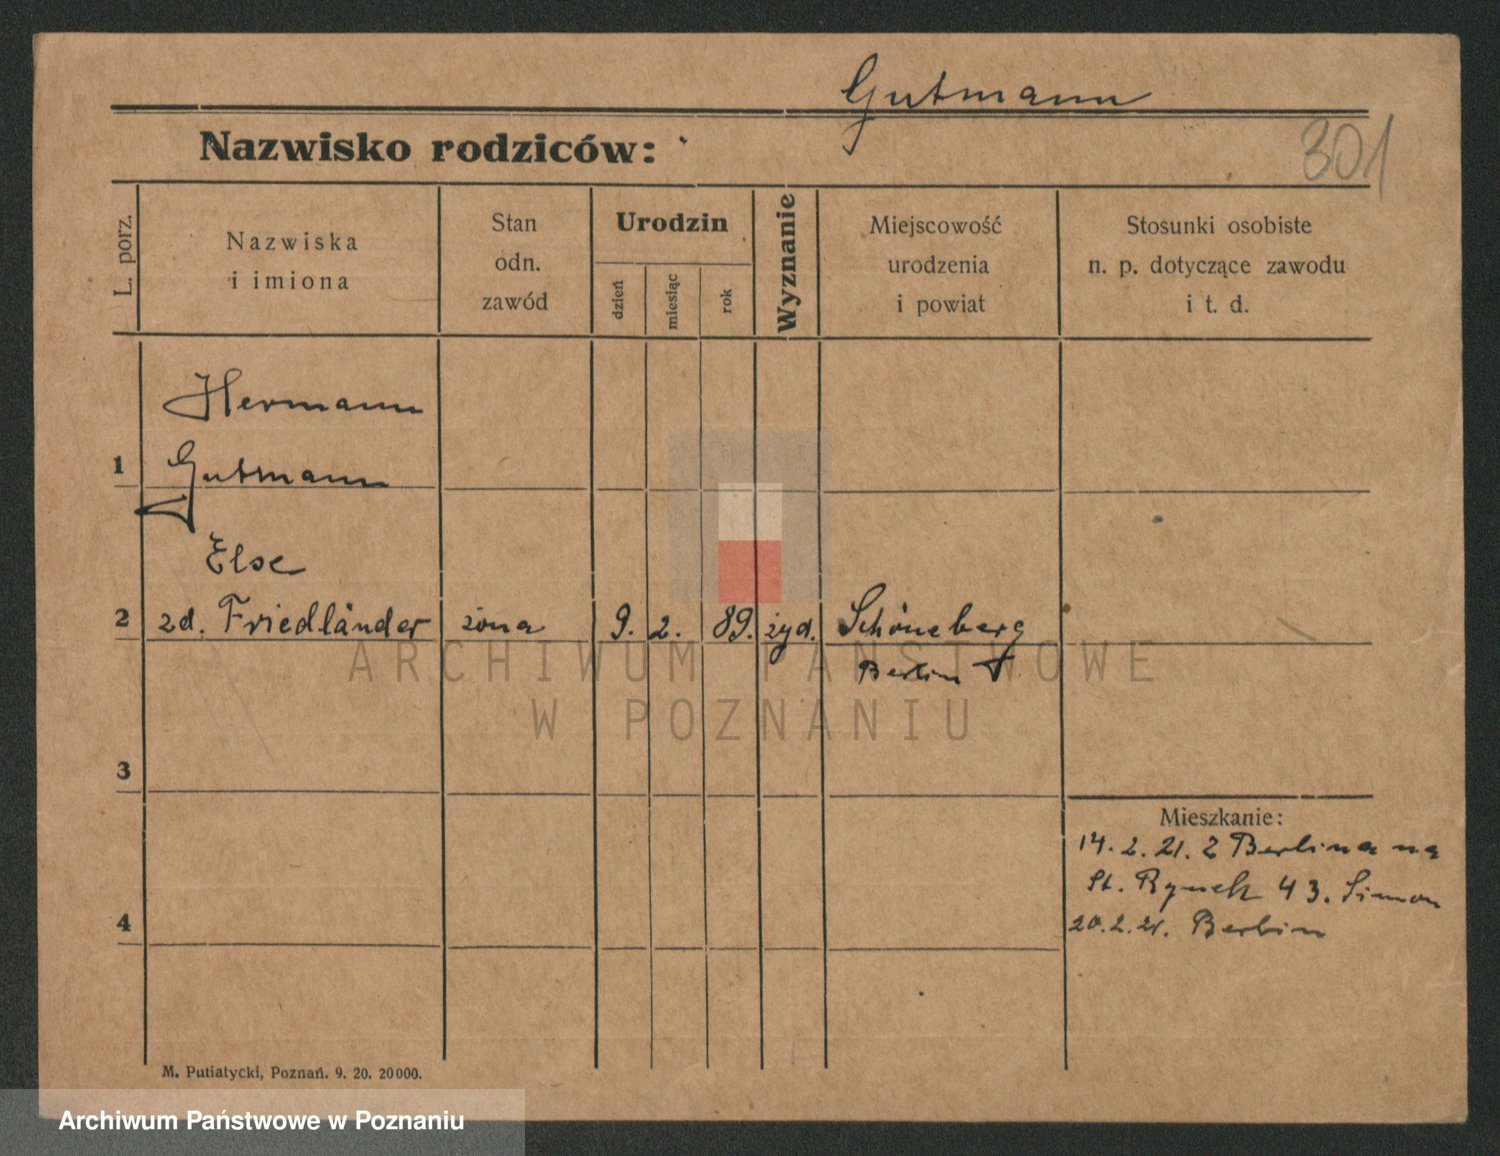 Gutmann
Nazwisko rodziców:
301
L. porz.
Nazwiska
i imiona
Stan
odn.
zawód
Urodzin
dzień
miesiąc
rok
Wyznanie
Miejscowość
urodzenia
i powiat
Stosunki osobiste
n. p. dotyczące zawodu
i t. d.
Hermann
1 Gutmann
Else
2 zd. Friedländer żona 9. 2. 89. żyd. Schöneberg
Berlin
ARCHIWUM PAŃSTWOWE
W POZNANIU
3
Mieszkanie:
14. 2. 21. z Berlina na
St. Rynek 43. Simon
4
20. 2. 21. Berlin
M. Putiatycki, Poznań. 9. 20. 20000.
Archiwum Państwowe w Poznaniu